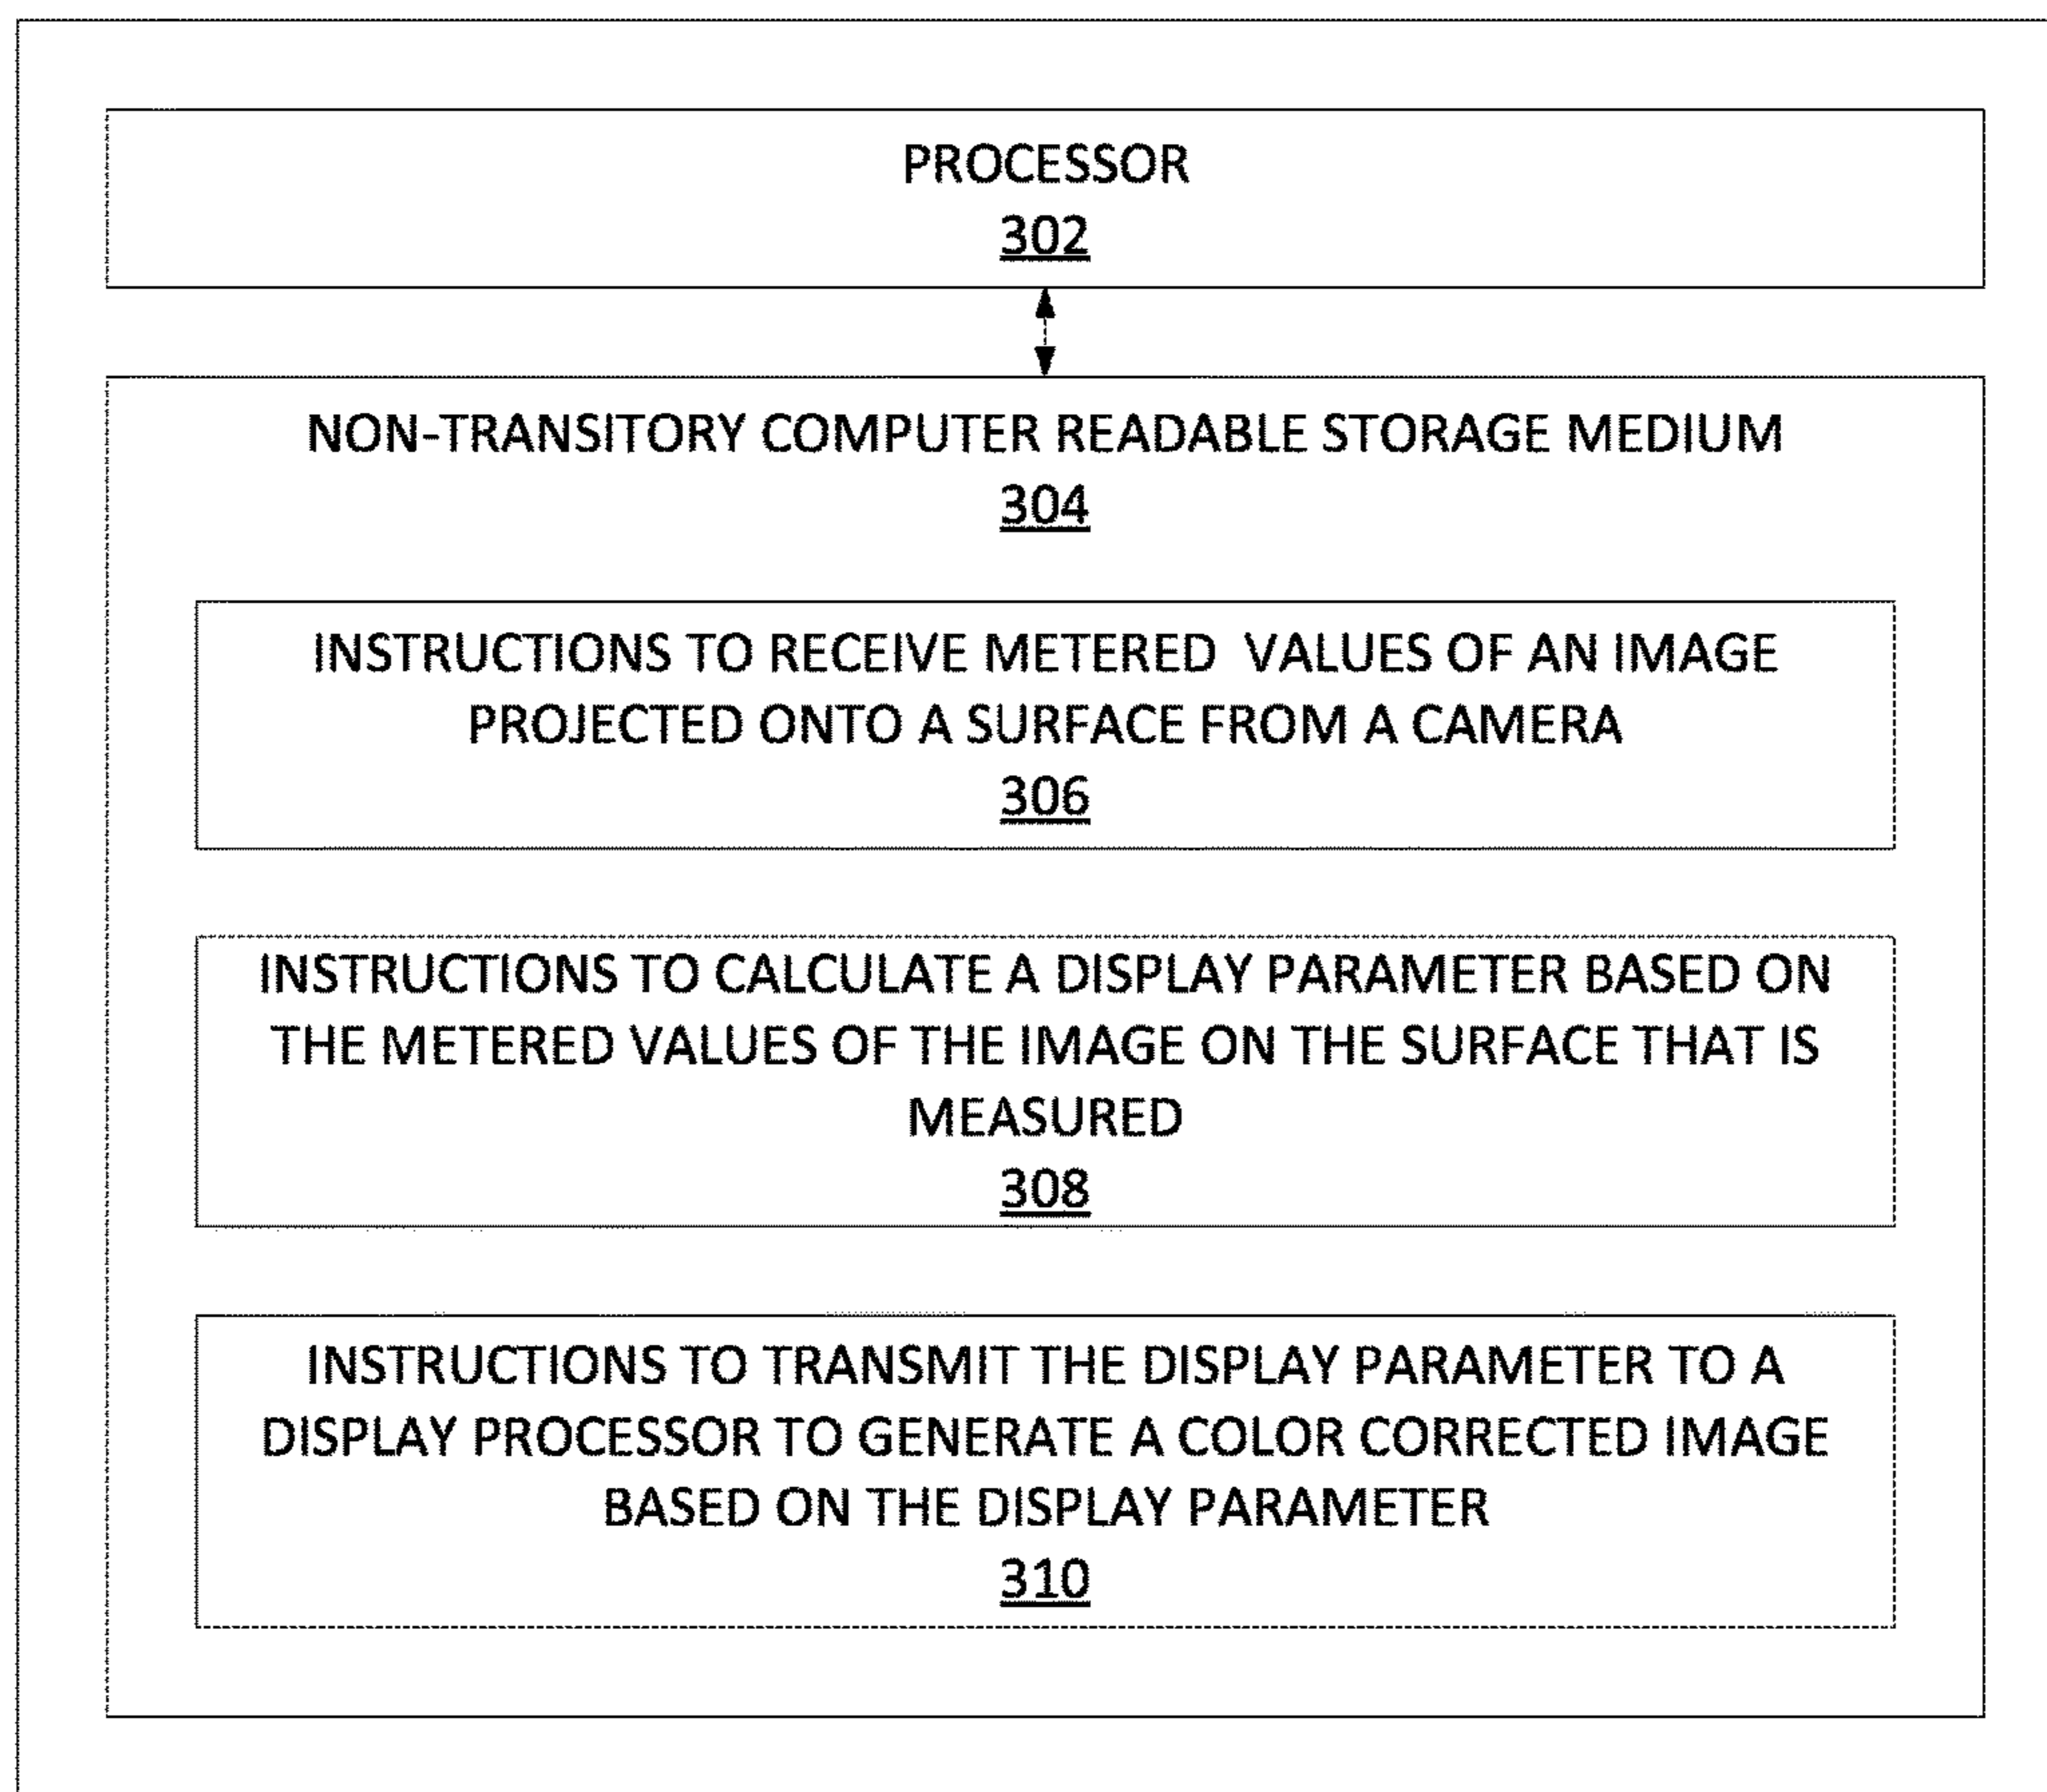 PROCESSOR
302
NON-TRANSITORY COMPUTER READABLE STORAGE MEDIUM
304
INSTRUCTIONS TO RECEIVE METERED VALUES OF AN IMAGE
PROJECTED ONTO A SURFACE FROM A CAMERA
306
INSTRUCTIONS TO CALCULATE A DISPLAY PARAMETER BASED ON
THE METERED VALUES OF THE IMAGE ON THE SURFACE THAT IS
MEASURED
308
INSTRUCTIONS TO TRANSMIT THE DISPLAY PARAMETER TO A
DISPLAY PROCESSOR TO GENERATE A COLOR CORRECTED IMAGE
BASED ON THE DISPLAY PARAMETER
310